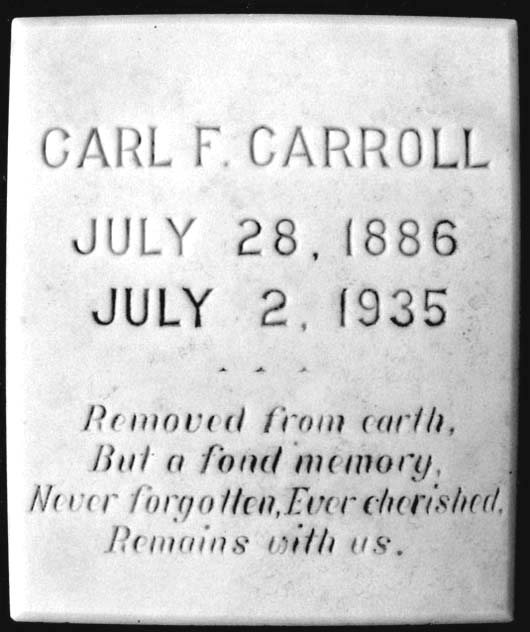 CARL F. CARROLL
JULY 28, 1886
JULY 2, 1935
Removed from earth,
But a fond memory,
Never forgotten, Ever cherished,
Remains with us.